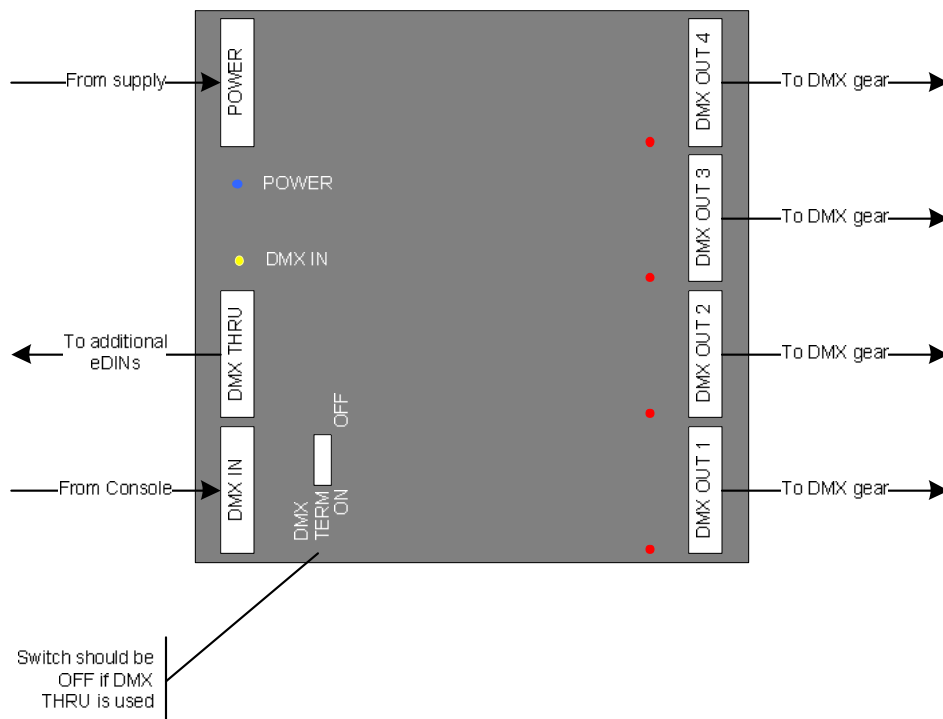 From supply
POWER
POWER
DMX IN
To additional
eDINs
DMX THRU
From Console
DMX IN
OFF
DMX
TERM
ON
DMX OUT 4
To DMX gear
DMX OUT 3
To DMX gear
DMX OUT 2
To DMX gear
DMX OUT 1
To DMX gear
Switch should be
OFF if DMX
THRU is used